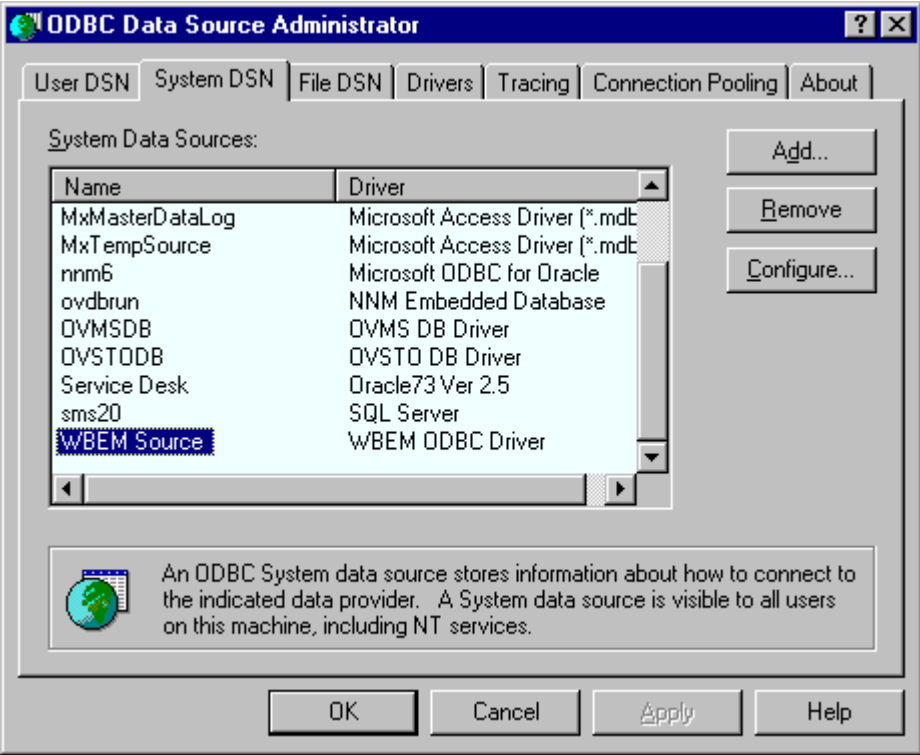 ODBC Data Source Administrator
User DSN System DSN File DSN Drivers Tracing Connection Pooling About
System Data Sources:
Add...
Name Driver
MxMasterDataLog Microsoft Access Driver (*.mdb
Remove
MxTempSource Microsoft Access Driver (*.mdb
nnm6 Microsoft ODBC for Oracle
Configure...
ovdbrun NNM Embedded Database
OVMSDB OVMS DB Driver
OVSTODB OVSTO DB Driver
Service Desk Oracle73 Ver 2.5
sms20 SQL Server
WBEM Source WBEM ODBC Driver
An ODBC System data source stores information about how to connect to
the indicated data provider. A System data source is visible to all users
on this machine, including NT services.
OK Cancel Apply Help